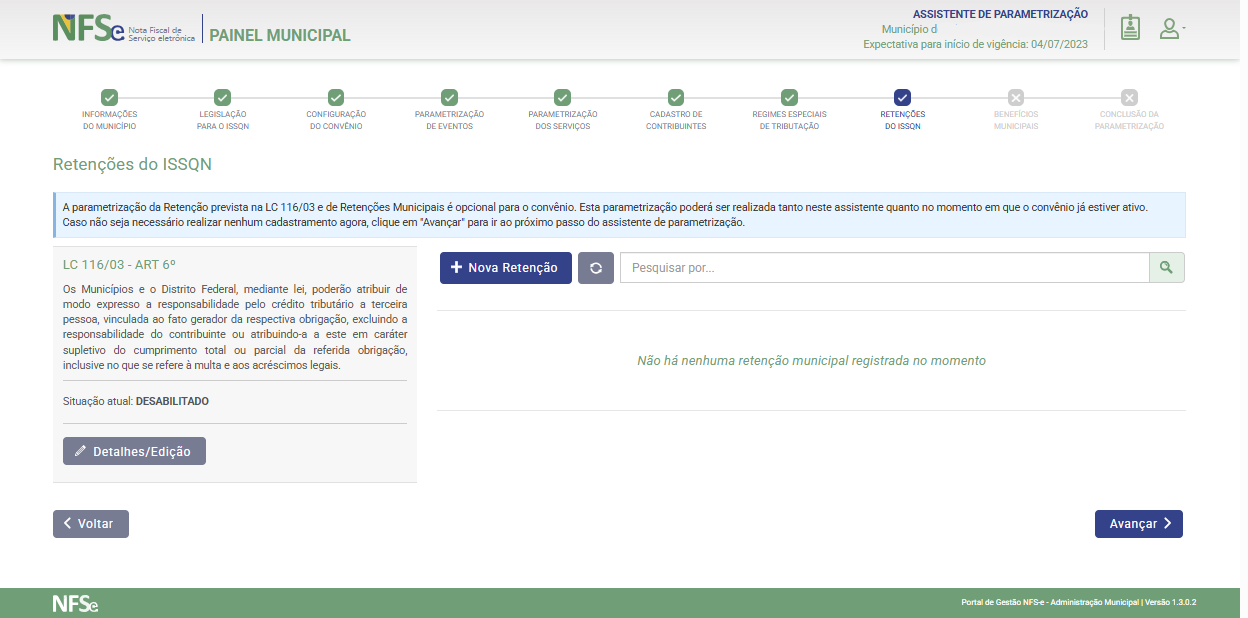 NFSe Nota Fiscal de
Serviço eletrônica
PAINEL MUNICIPAL
ASSISTENTE DE PARAMETRIZAÇÃO
Município d
Expectativa para início de vigência: 04/07/2023
INFORMAÇÕES
DO MUNICÍPIO
LEGISLAÇÃO
PARA O ISSQN
CONFIGURAÇÃO
DO CONVÊNIO
PARAMETRIZAÇÃO
DE EVENTOS
PARAMETRIZAÇÃO
DOS SERVIÇOS
CADASTRO DE
CONTRIBUINTES
REGIMES ESPECIAIS
DE TRIBUTAÇÃO
RETENÇÕES
DO ISSQN
BENEFÍCIOS
MUNICIPAIS
CONCLUSÃO DA
PARAMETRIZAÇÃO
Retenções do ISSQN
A parametrização da Retenção prevista na LC 116/03 e de Retenções Municipais é opcional para o convênio. Esta parametrização poderá ser realizada tanto neste assistente quanto no momento em que o convênio já estiver ativo.
Caso não seja necessário realizar nenhum cadastramento agora, clique em "Avançar" para ir ao próximo passo do assistente de parametrização.
LC 116/03 - ART 6º
Os Municípios e o Distrito Federal, mediante lei, poderão atribuir de
modo expresso a responsabilidade pelo crédito tributário a terceira
pessoa, vinculada ao fato gerador da respectiva obrigação, excluindo a
responsabilidade do contribuinte ou atribuindo-a a este em caráter
supletivo do cumprimento total ou parcial da referida obrigação,
inclusive no que se refere à multa e aos acréscimos legais.
Situação atual: DESABILITADO
Detalhes/Edição
Nova Retenção
Pesquisar por...
Não há nenhuma retenção municipal registrada no momento
Voltar
Avançar
NFSe
Portal de Gestão NFS-e - Administração Municipal | Versão 1.3.0.2